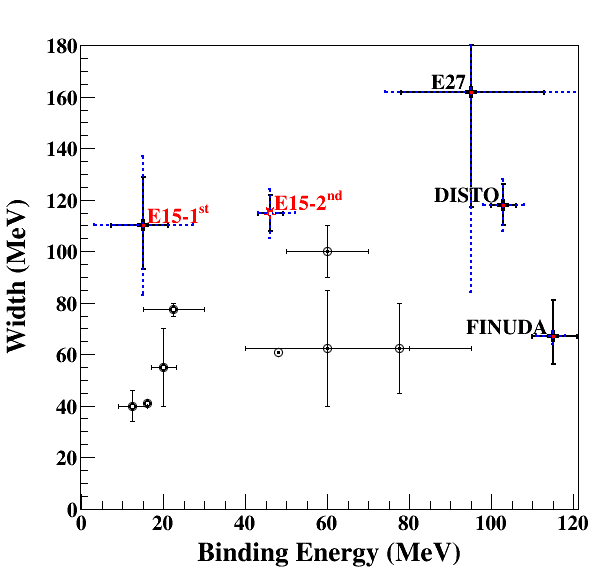 180
160
140
120
100
80
60
40
20
0
Width (MeV)
E27
DISTO
E15-1st
E15-2nd
FINUDA
0 20 40 60 80 100 120
Binding Energy (MeV)